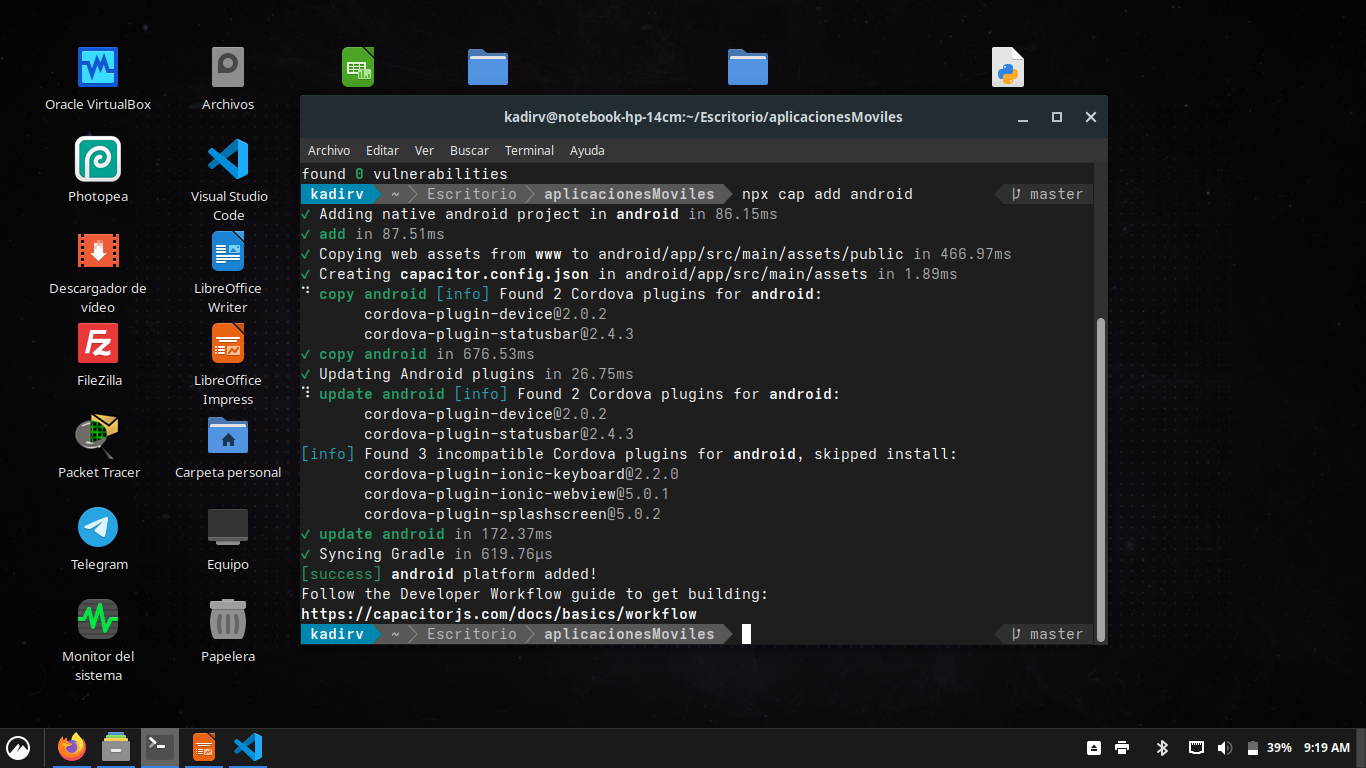 Oracle VirtualBox
Archivos
Photopea
Visual Studio
Code
Descargador de
vídeo
LibreOffice
Writer
FileZilla
LibreOffice
Impress
Packet Tracer
Carpeta personal
Telegram
Equipo
Monitor del
sistema
Papelera
kadirv@notebook-hp-14cm:~/Escritorio/aplicacionesMoviles
Archivo Editar Ver Buscar Terminal Ayuda
found 0 vulnerabilities
kadirv ~ Escritorio aplicacionesMoviles npx cap add android master
✓ Adding native android project in android in 86.15ms
✓ add in 87.51ms
✓ Copying web assets from www to android/app/src/main/assets/public in 466.97ms
✓ Creating capacitor.config.json in android/app/src/main/assets in 1.89ms
⠙ copy android [info] Found 2 Cordova plugins for android:
cordova-plugin-device@2.0.2
cordova-plugin-statusbar@2.4.3
✓ copy android in 676.53ms
✓ Updating Android plugins in 26.75ms
⠹ update android [info] Found 2 Cordova plugins for android:
cordova-plugin-device@2.0.2
cordova-plugin-statusbar@2.4.3
[info] Found 3 incompatible Cordova plugins for android, skipped install:
cordova-plugin-ionic-keyboard@2.2.0
cordova-plugin-ionic-webview@5.0.1
cordova-plugin-splashscreen@5.0.2
✓ update android in 172.37ms
✓ Syncing Gradle in 619.76μs
[success] android platform added!
Follow the Developer Workflow guide to get building:
https://capacitorjs.com/docs/basics/workflow
kadirv ~ Escritorio aplicacionesMoviles master
39% 9:19 AM